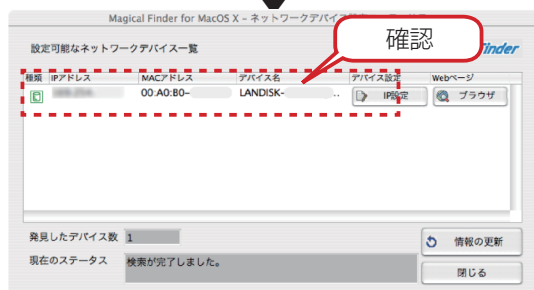 Magical Finder for MacOS X – ネットワークデバイス
設定可能なネットワークデバイス一覧
確認
inder
種類 IPアドレス MACアドレス デバイス名 デバイス設定 Webページ
00:A0:B0- LANDISK- .. IP設定 ブラウザ
発見したデバイス数 1
情報の更新
現在のステータス 検索が完了しました。
閉じる